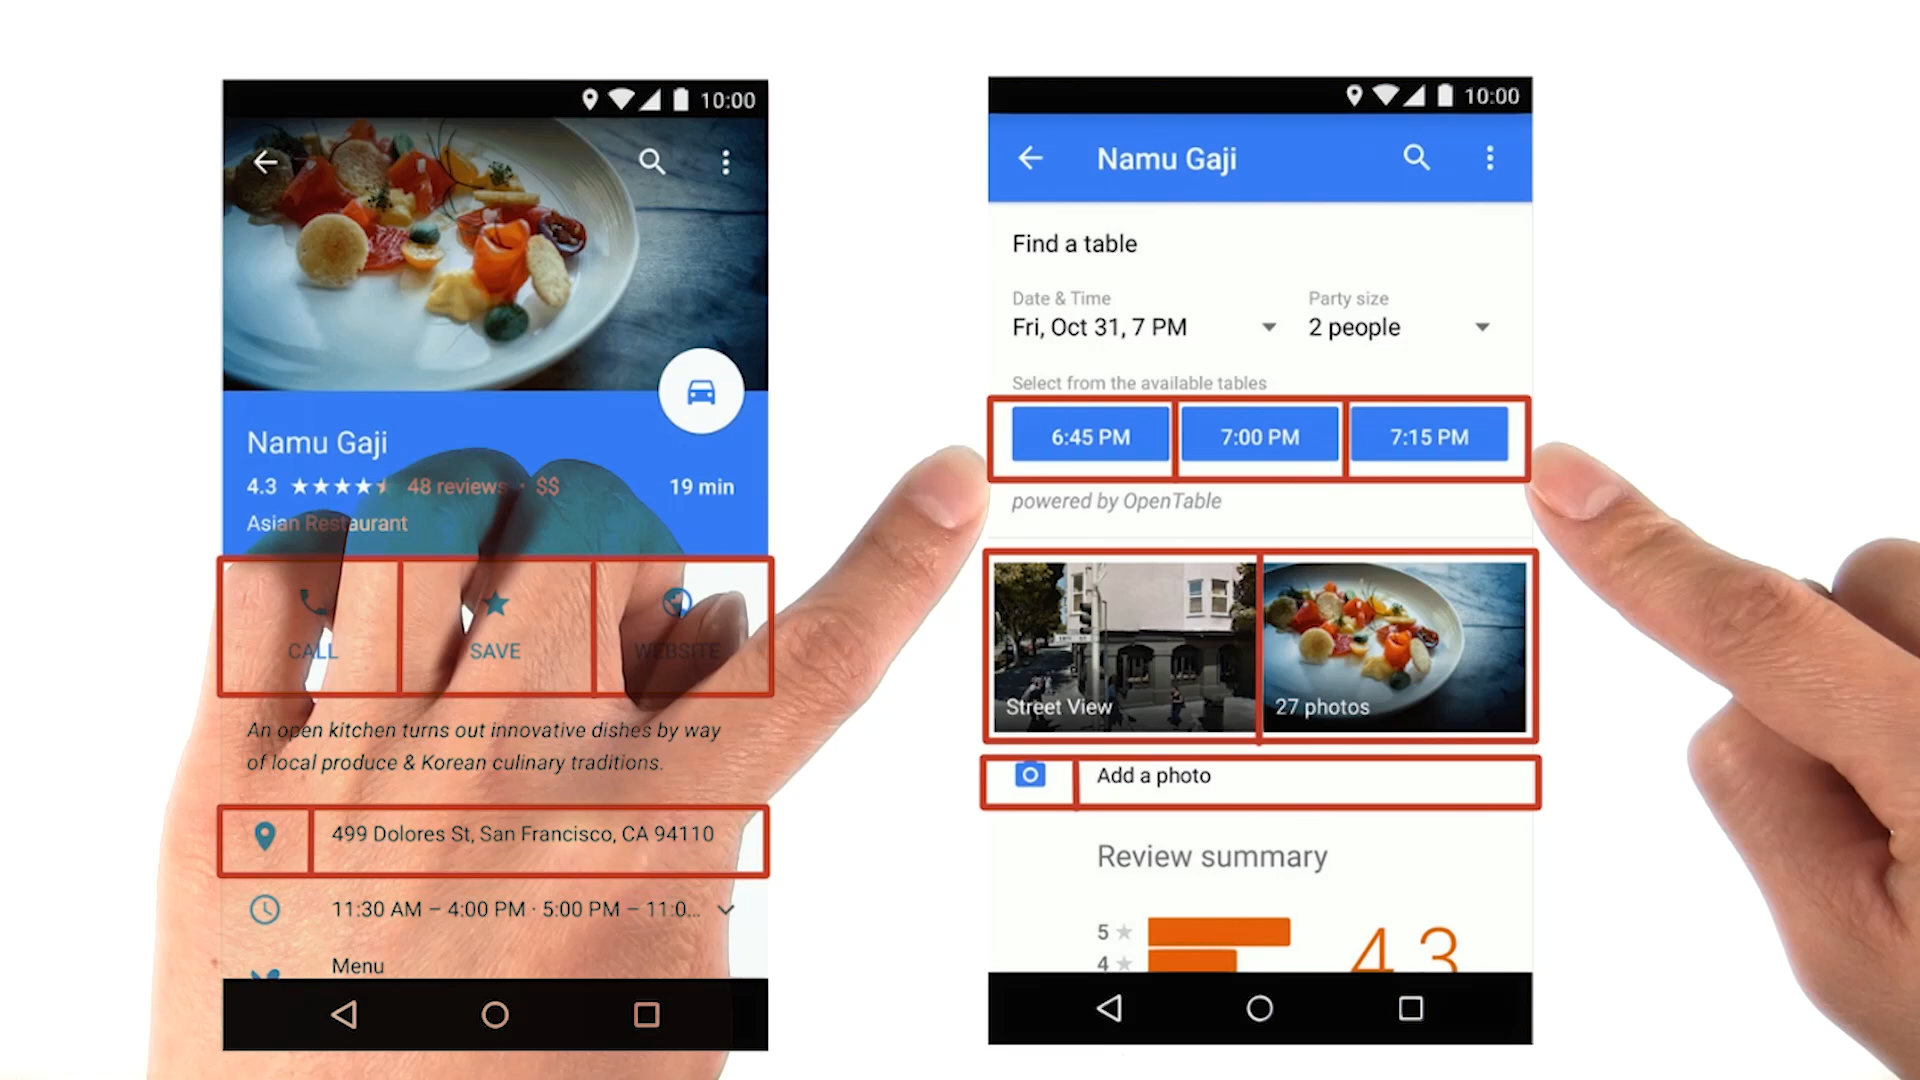 10:00
Namu Gaji
4.3 48 reviews · $$ 19 min
Asian Restaurant
CALL SAVE WEBSITE
An open kitchen turns out innovative dishes by way
of local produce & Korean culinary traditions.
499 Dolores St, San Francisco, CA 94110
11:30 AM – 4:00 PM · 5:00 PM – 11:0...
Menu
10:00
Namu Gaji
Find a table
Date & Time Party size
Fri, Oct 31, 7 PM 2 people
Select from the available tables
6:45 PM 7:00 PM 7:15 PM
powered by OpenTable
Street View 27 photos
Add a photo
Review summary
5
4
4.3